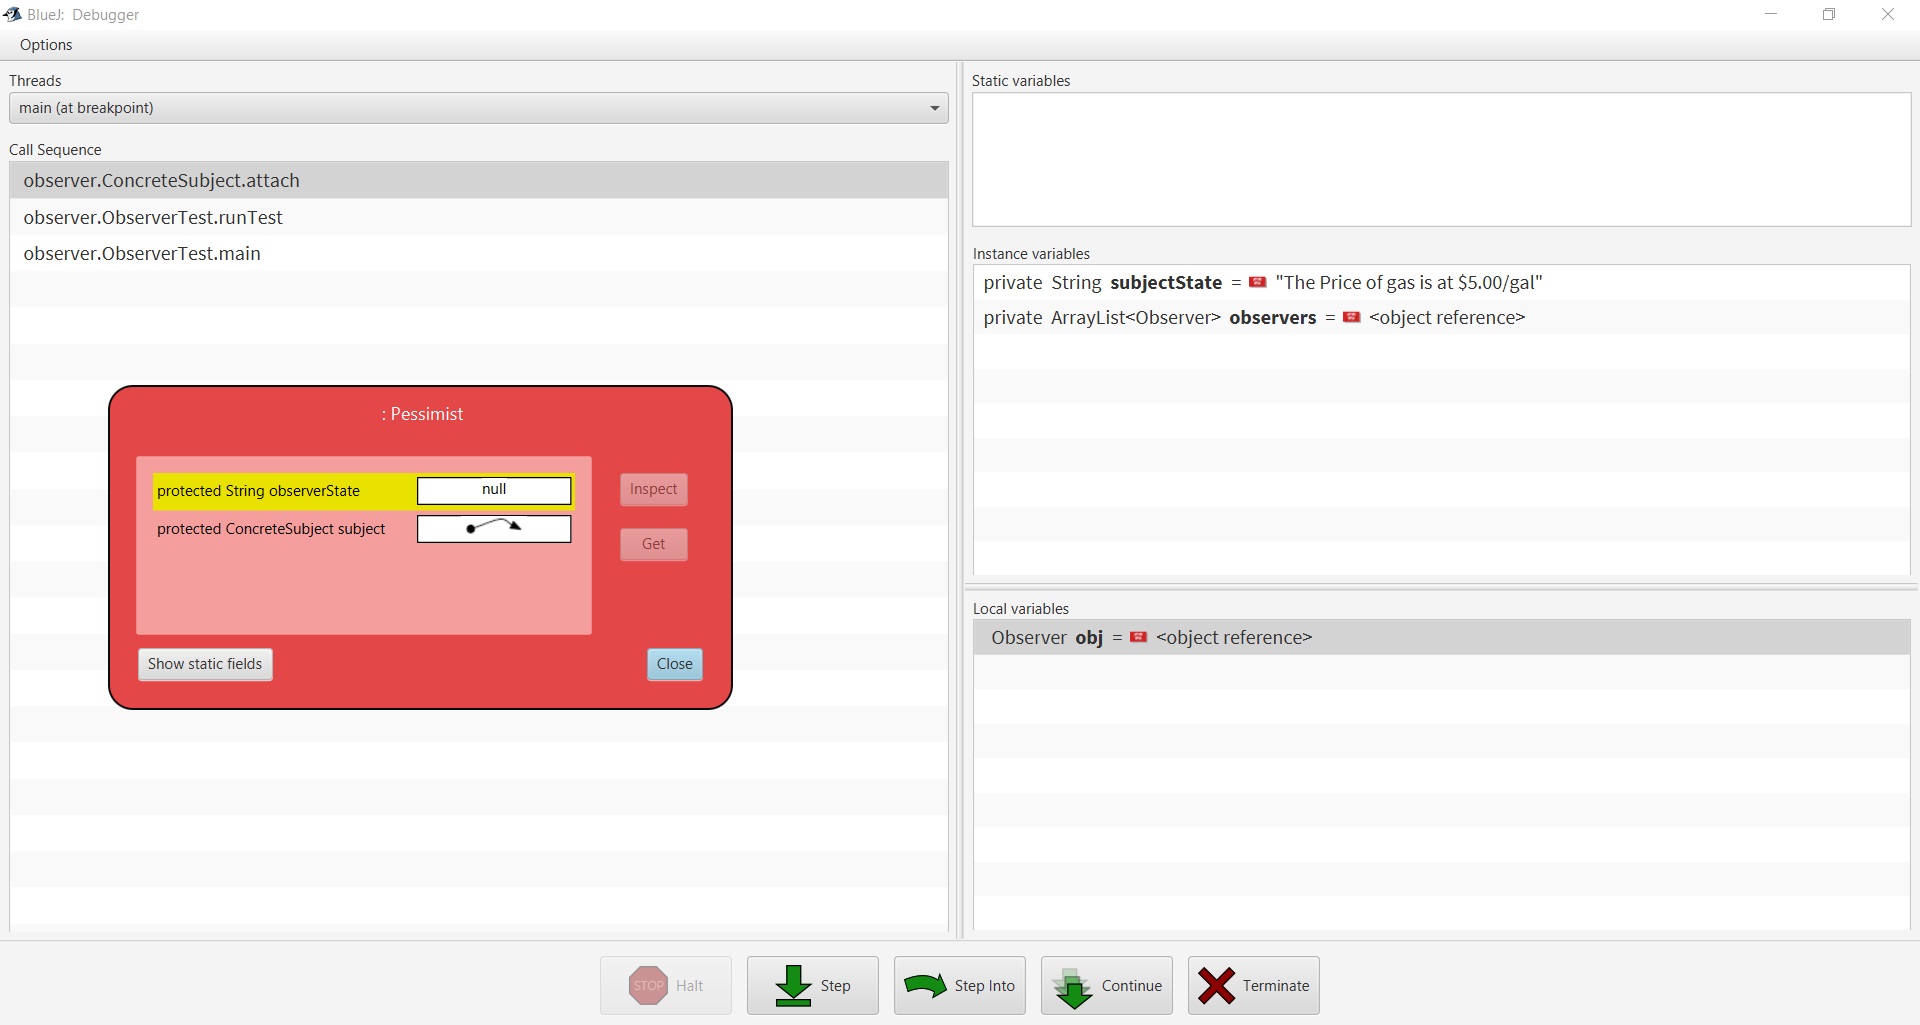 BlueJ: Debugger
Options
Threads
main (at breakpoint)
Call Sequence
observer.ConcreteSubject.attach
observer.ObserverTest.runTest
observer.ObserverTest.main
: Pessimist
protected String observerState null
protected ConcreteSubject subject
Inspect
Get
Show static fields
Close
Static variables
Instance variables
private String subjectState = "The Price of gas is at $5.00/gal"
private ArrayList<Observer> observers = <object reference>
Local variables
Observer obj = <object reference>
STOP Halt
Step
Step Into
Continue
Terminate